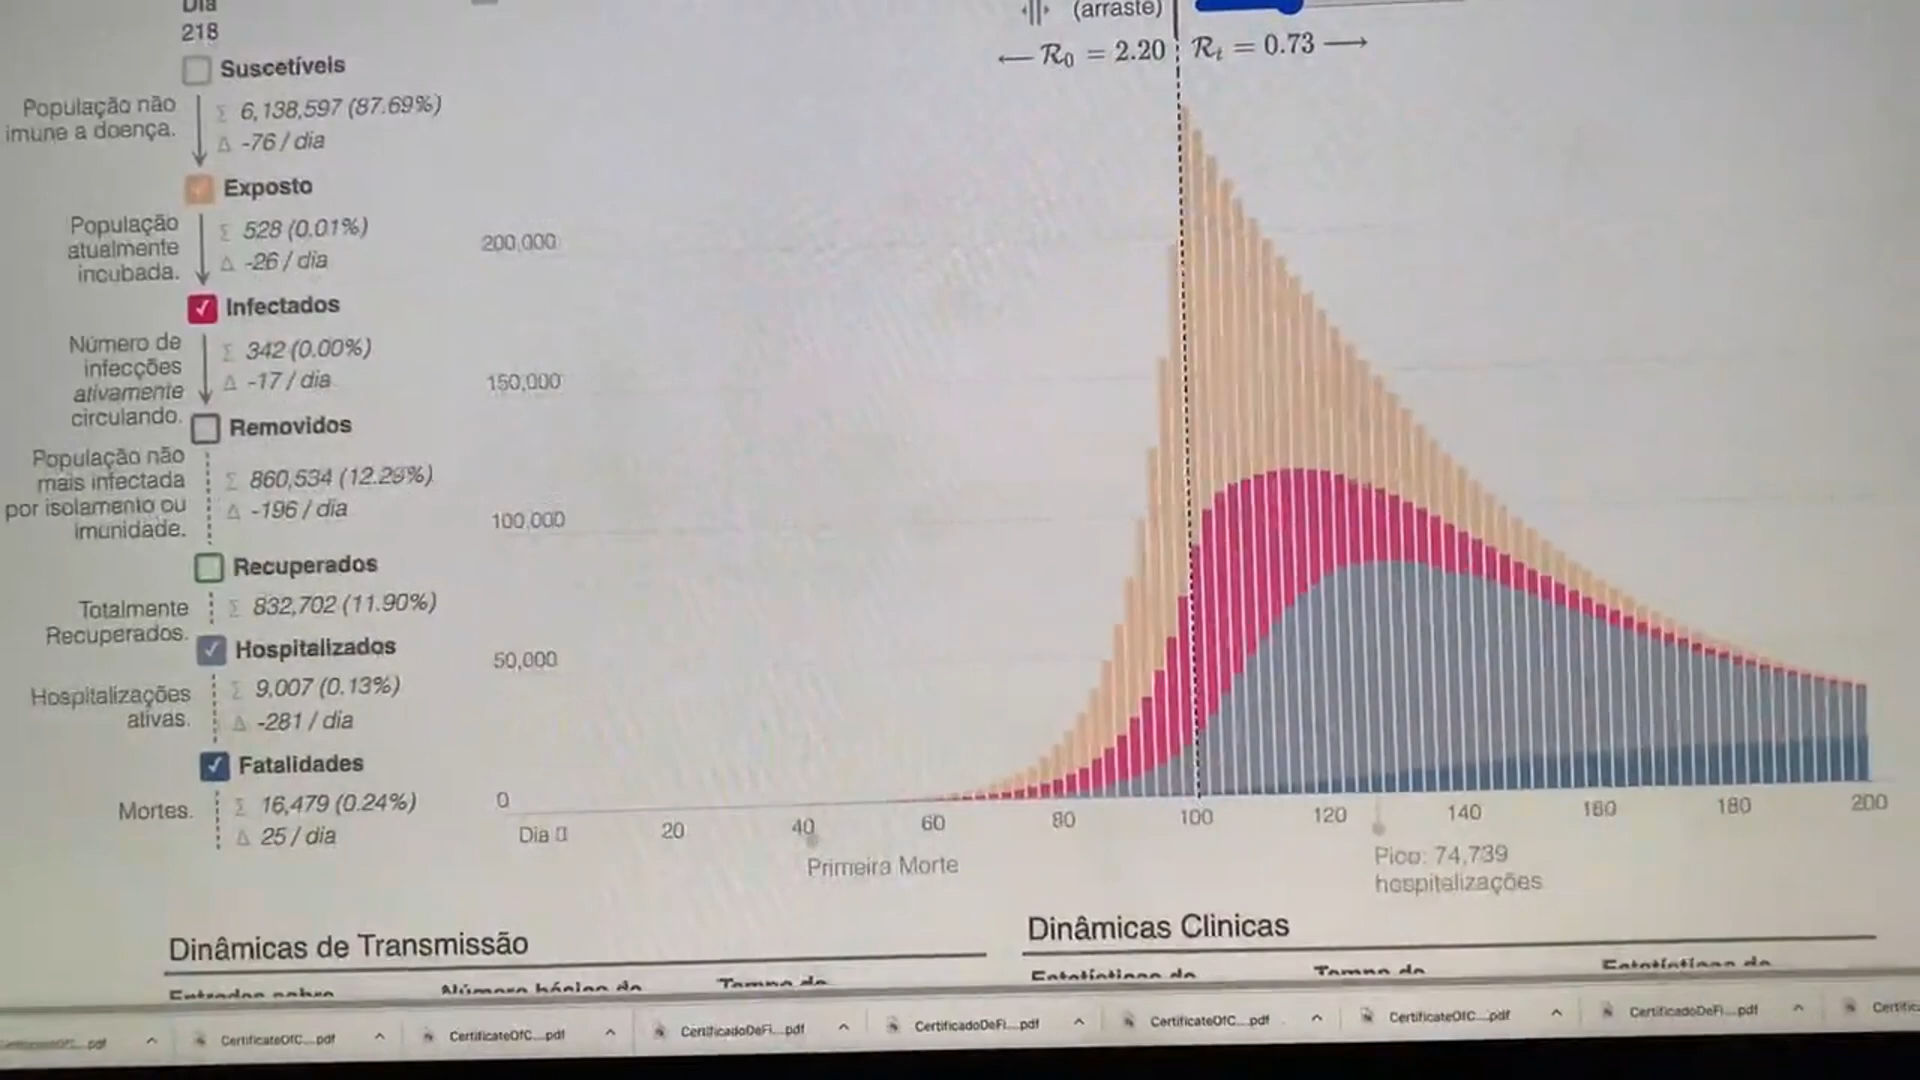 Dia
218
Suscetíveis
População não
imune a doença.
Σ 6,138,597 (87.69%)
Δ -76 / dia
Exposto
População
atualmente
incubada.
Σ 528 (0.01%)
Δ -26 / dia
Infectados
Número de
infecções
ativamente
circulando.
Σ 342 (0.00%)
Δ -17 / dia
Removidos
População não
mais infectada
por isolamento ou
imunidade.
Σ 860,534 (12.29%)
Δ -196 / dia
Recuperados
Totalmente
Recuperados.
Σ 832,702 (11.90%)
Hospitalizados
Hospitalizações
ativas.
Σ 9,007 (0.13%)
Δ -281 / dia
Fatalidades
Mortes.
Σ 16,479 (0.24%)
Δ 25 / dia
(arraste)
← R₀ = 2.20
Rₜ = 0.73 →
200,000
150,000
100,000
50,000
0
Dia 20 40 60 80 100 120 140 160 180 200
Primeira Morte
Pico: 74,739
hospitalizações
Dinâmicas de Transmissão
Dinâmicas Clinicas
CertificateOfC....pdf
CertificateOfC....pdf
CertificadoDeFi....pdf
CertificadoDeFi....pdf
CertificateOfC....pdf
CertificateOfC....pdf
CertificadoDeFi....pdf